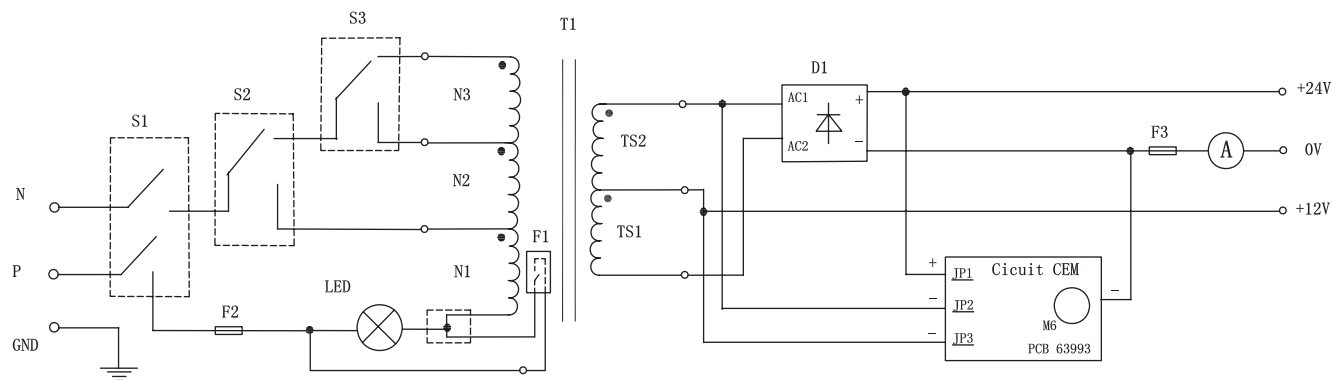 S1
S2
S3
T1
N
P
GND
F2
LED
N3
N2
N1
F1
TS2
TS1
D1
AC1
AC2
+
−
+24V
F3
A
0V
+12V
Cicuit CEM
+
JP1
−
JP2
−
JP3
−
M6
PCB 63993